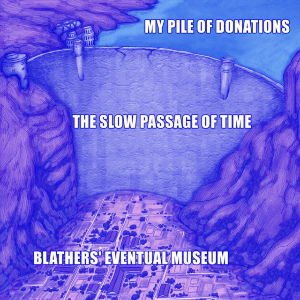 MY PILE OF DONATIONS
THE SLOW PASSAGE OF TIME
BLATHERS' EVENTUAL MUSEUM